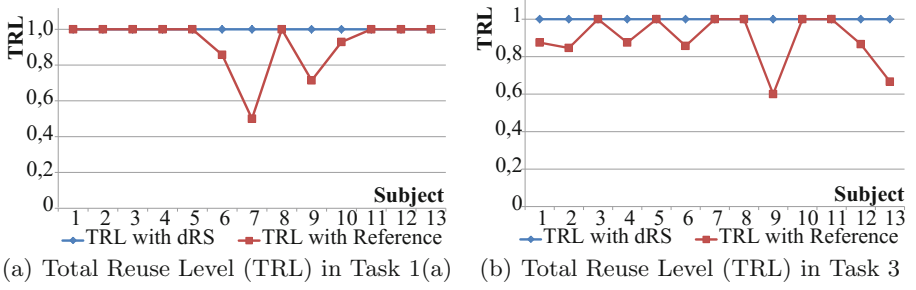 TRL
1,0
0,8
0,6
0,4
0,2
0
Subject
1 2 3 4 5 6 7 8 9 10 11 12 13
TRL with dRS TRL with Reference
(a) Total Reuse Level (TRL) in Task 1(a)
TRL
1
0,8
0,6
0,4
0,2
0
Subject
1 2 3 4 5 6 7 8 9 10 11 12 13
TRL with dRS TRL with Reference
(b) Total Reuse Level (TRL) in Task 3